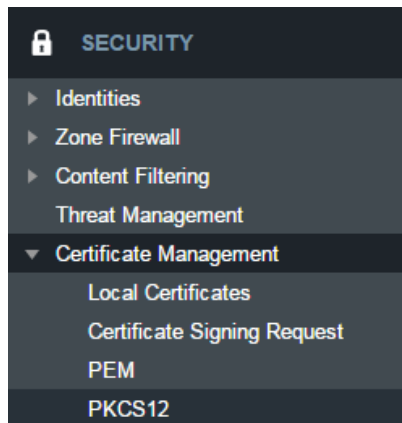 SECURITY
Identities
Zone Firewall
Content Filtering
Threat Management
Certificate Management
Local Certificates
Certificate Signing Request
PEM
PKCS12